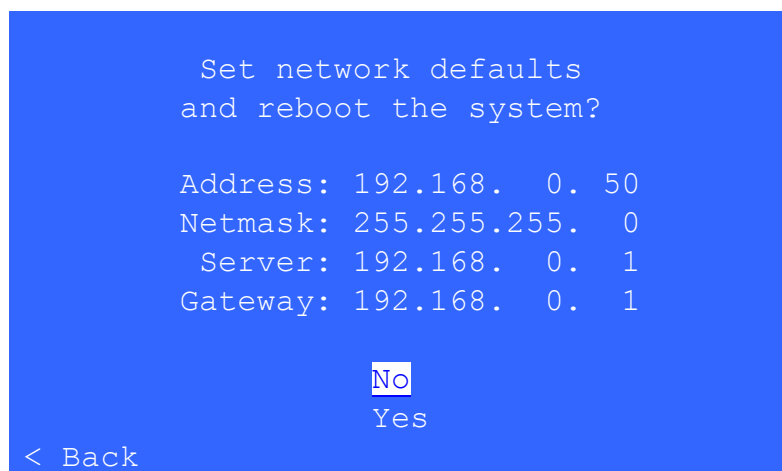 Set network defaults
and reboot the system?
Address: 192.168.  0. 50
Netmask: 255.255.255.  0
Server: 192.168.  0.  1
Gateway: 192.168.  0.  1
No
Yes
< Back